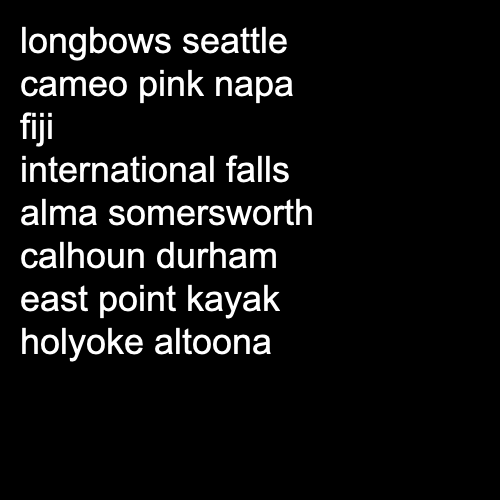 longbows seattle
cameo pink napa
fiji
international falls
alma somersworth
calhoun durham
east point kayak
holyoke altoona